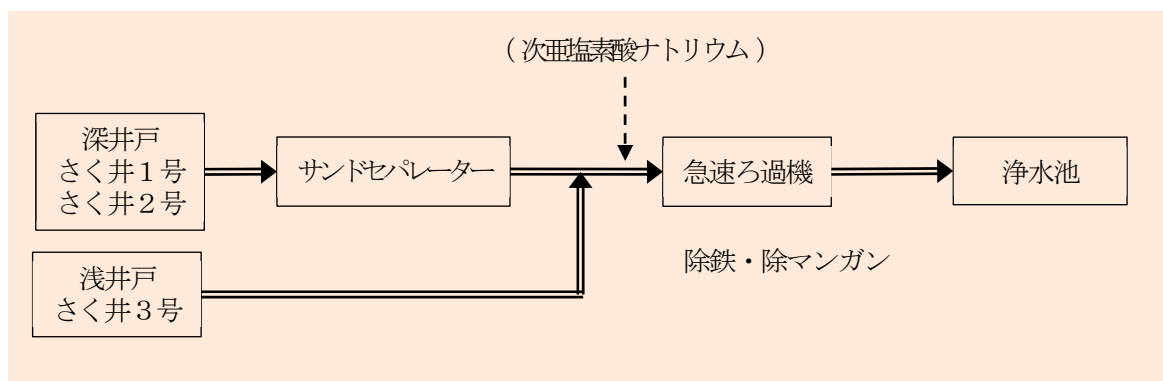 （次亜塩素酸ナトリウム）
深井戸
さく井１号
さく井２号
サンドセパレーター
急速ろ過機
浄水池
除鉄・除マンガン
浅井戸
さく井３号